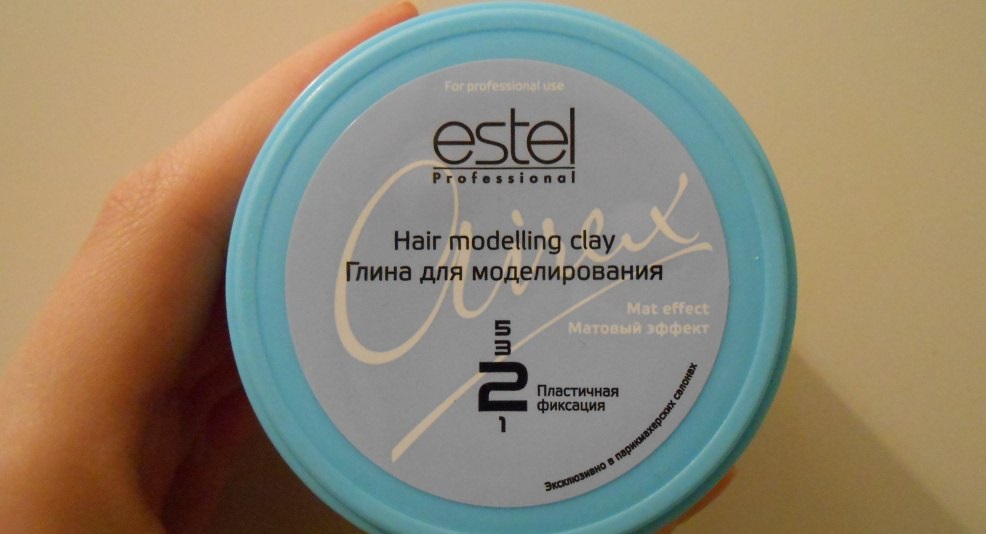 For professional use
estel
Professional
Airex
Hair modelling clay
Глина для моделирования
Mat effect
Матовый эффект
5
3
2
1
Пластичная
фиксация
Эксклюзивно в парикмахерских салонах